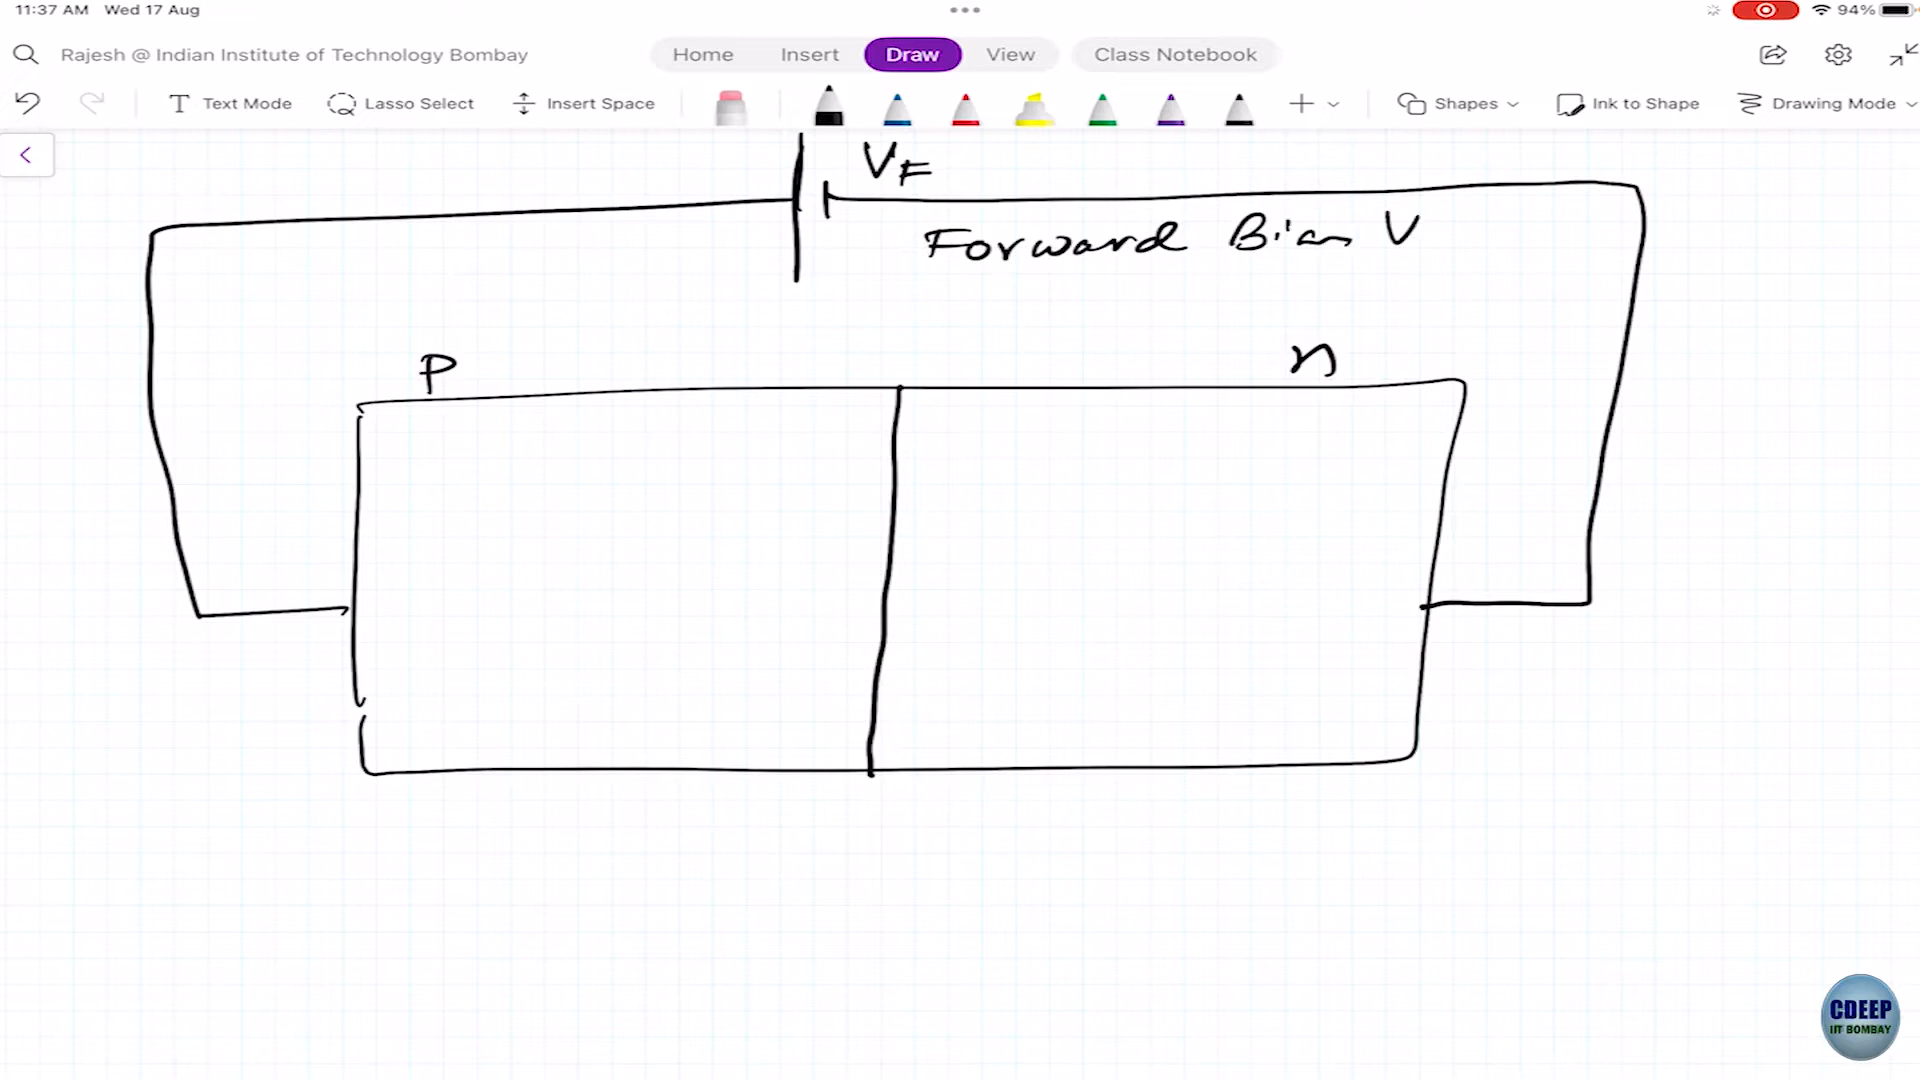 11:37 AM Wed 17 Aug
94%
Rajesh @ Indian Institute of Technology Bombay
Home Insert Draw View Class Notebook
Text Mode Lasso Select Insert Space Shapes Ink to Shape Drawing Mode
VF
Forward Bias V
P n
CDEEP
IIT BOMBAY